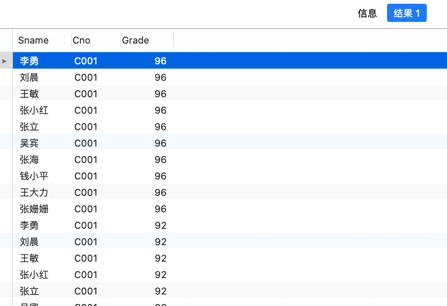 信息 结果 1
Sname Cno Grade
李勇 C001 96
刘晨 C001 96
王敏 C001 96
张小红 C001 96
张立 C001 96
吴宾 C001 96
张海 C001 96
钱小平 C001 96
王大力 C001 96
张姗姗 C001 96
李勇 C001 92
刘晨 C001 92
王敏 C001 92
张小红 C001 92
张立 C001 92